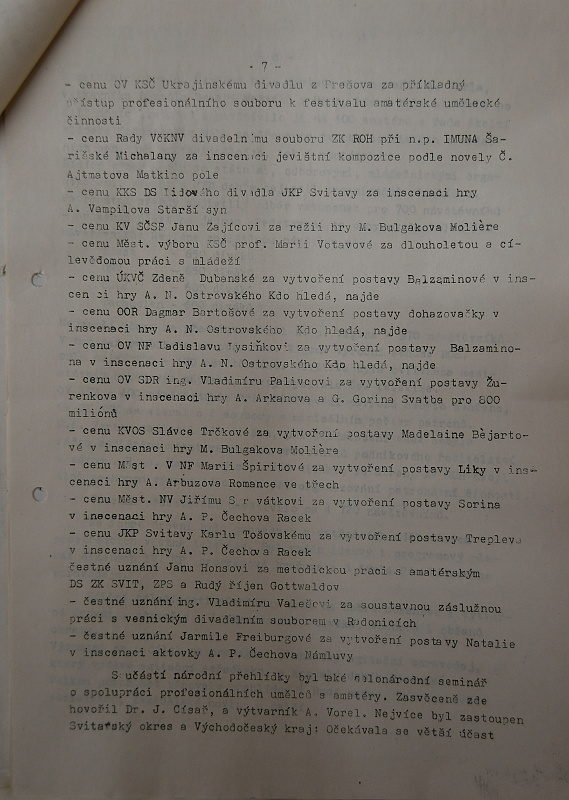 - 7 -
- cenu OV KSČ Ukrajinskému divadlu z Prešova za příkladný
přístup profesionálního souboru k festivalu amatérské umělecké
činnosti
- cenu Rady VčKNV divadelnímu souboru ZK ROH při n.p. IMUNA Ša-
rišské Michalany za inscenaci jevištní kompozice podle novely Č.
Ajtmatova Matkino pole
- cenu KKS DS Lidového divadla JKP Svitavy za inscenaci hry
A. Vampilova Starší syn
- cenu KV SČSP Janu Zajícovi za režii hry M. Bulgakova Molière
- cenu Měst. výboru KSČ prof. Marii Votavové za dlouholetou a cí-
levědomou práci s mládeží
- cenu ÚKVČ Zdeně Dubanské za vytvoření postavy Balzaminové v ins-
cenaci hry A. N. Ostrovského Kdo hledá, najde
- cenu OOR Dagmar Bartošové za vytvoření postavy dohazovačky v
inscenaci hry A. N. Ostrovského Kdo hledá, najde
- cenu OV NF Ladislavu Lysiňkovi za vytvoření postavy Balzamino-
na v inscenaci hry A. N. Ostrovského Kdo hledá, najde
- cenu OV SDR ing. Vladimíru Palivcovi za vytvoření postavy Žu-
renkova v inscenaci hry A. Arkanova a G. Gorina Svatba pro 800
miliónů
- cenu KVOS Slávce Trčkové za vytvoření postavy Madelaine Bèjarto-
vé v inscenaci hry M. Bulgakova Molière
- cenu Měst . V NF Marii Špiritové za vytvoření postavy Liky v ins-
cenaci hry A. Arbuzova Romance ve třech
- cenu Měst. NV Jiřímu vátkovi za vytvoření postavy Sorina
v inscenaci hry A. P. Čechova Racek
- cenu JKP Svitavy Karlu Tošovskému za vytvoření postavy Trepleva
v inscenaci hry A. P. Čechova Racek
čestné uznání Janu Honsovi za metodickou práci s amatérským
DS ZK SVIT, ZPS a Rudý říjen Gottwaldov
- čestné uznání ing. Vladimíru Valešovi za soustavnou záslužnou
práci s vesnickým divadelním souborem v Radonicích
- čestné uznání Jarmile Freiburgové za vytvoření postavy Natalie
v inscenaci aktovky A. P. Čechova Námluvy
Součástí národní přehlídky byl také celonárodní seminář
o spolupráci profesionálních umělců s amatéry. Zasvěceně zde
hovořil Dr. J. Císař, a výtvarník A. Vorel. Nejvíce byl zastoupen
Svitavský okres a Východočeský kraj: Očekávala se větší účast